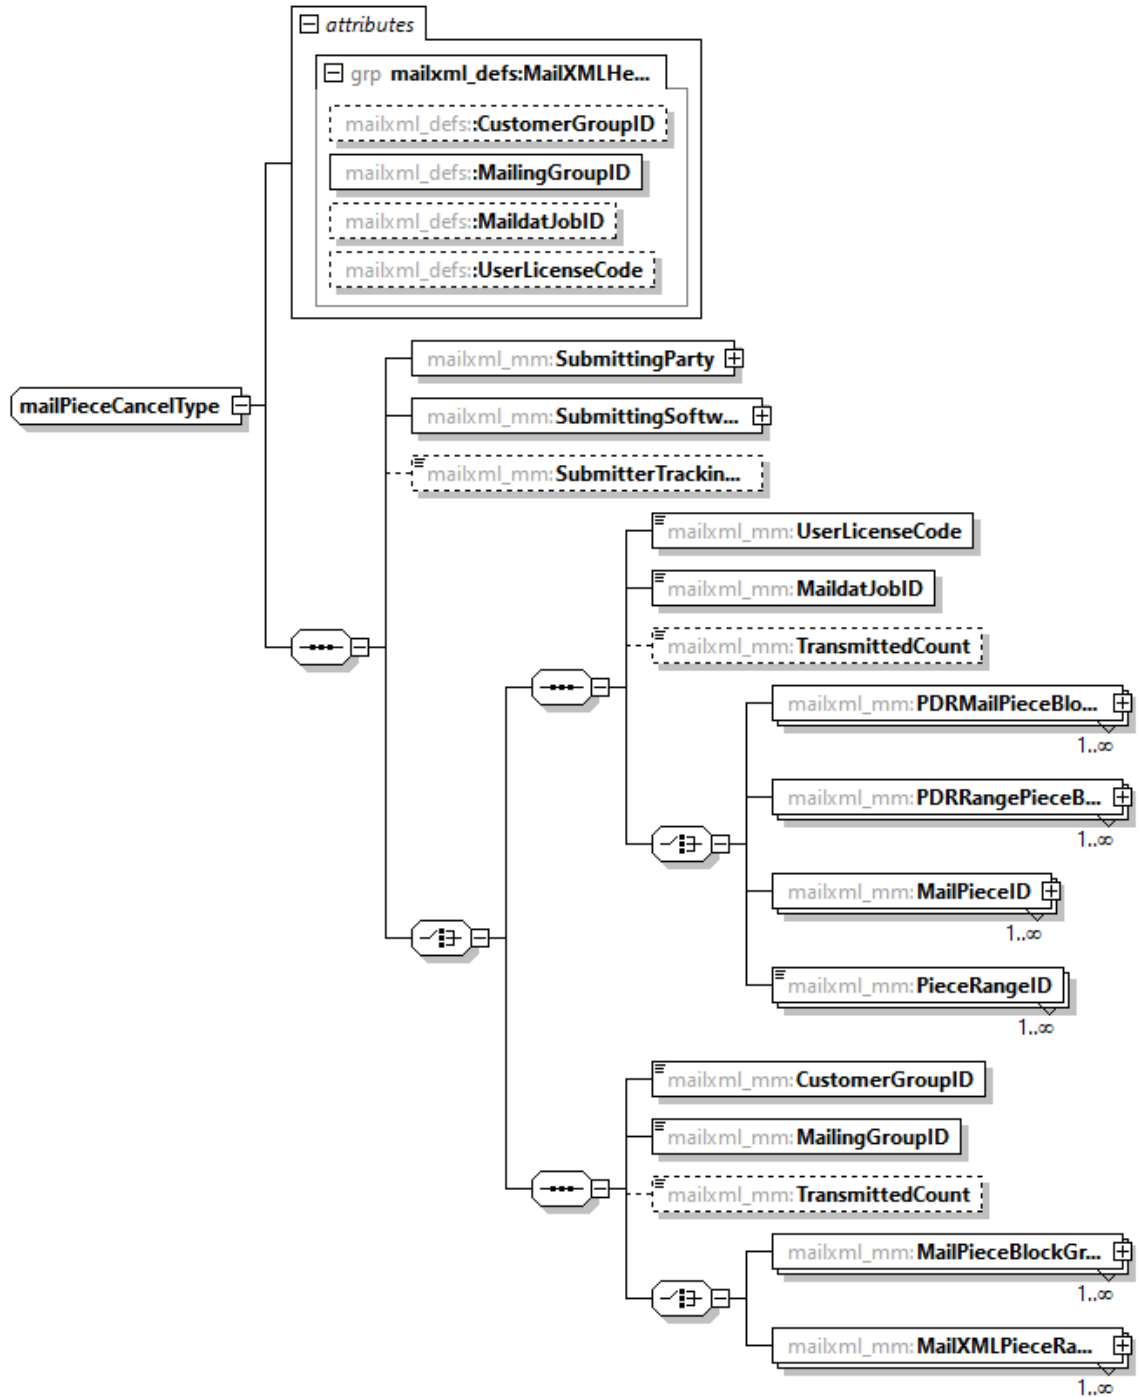 attributes
grp mailxml_defs:MailXMLHe...
mailxml_defs::CustomerGroupID
mailxml_defs::MailingGroupID
mailxml_defs::MaildatJobID
mailxml_defs::UserLicenseCode
mailxml_mm:SubmittingParty
mailPieceCancelType
mailxml_mm:SubmittingSoftw...
mailxml_mm:SubmitterTrackin...
mailxml_mm:UserLicenseCode
mailxml_mm:MaildatJobID
mailxml_mm:TransmittedCount
mailxml_mm:PDRMailPieceBlo...
1..∞
mailxml_mm:PDRRangePieceB...
1..∞
mailxml_mm:MailPieceID
1..∞
mailxml_mm:PieceRangeID
1..∞
mailxml_mm:CustomerGroupID
mailxml_mm:MailingGroupID
mailxml_mm:TransmittedCount
mailxml_mm:MailPieceBlockGr...
1..∞
mailxml_mm:MailXMLPieceRa...
1..∞